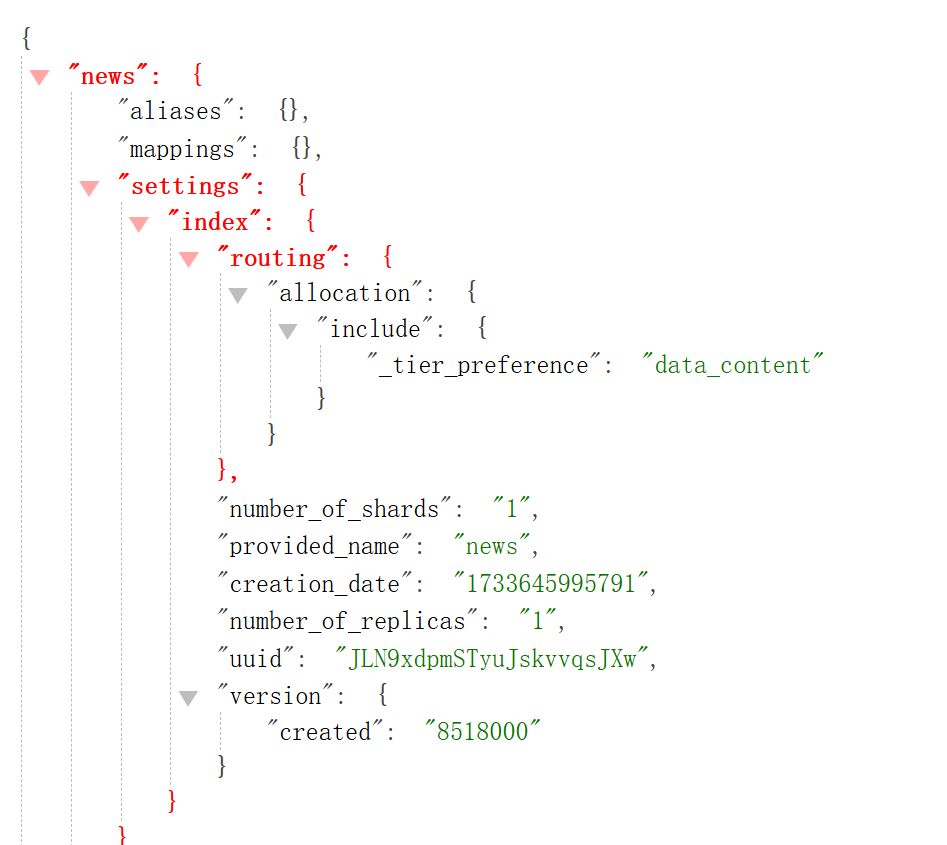 {
"news": {
"aliases": {},
"mappings": {},
"settings": {
"index": {
"routing": {
"allocation": {
"include": {
"_tier_preference": "data_content"
}
}
},
"number_of_shards": "1",
"provided_name": "news",
"creation_date": "1733645995791",
"number_of_replicas": "1",
"uuid": "JLN9xdpmSTyuJskvvqsJXw",
"version": {
"created": "8518000"
}
}
}